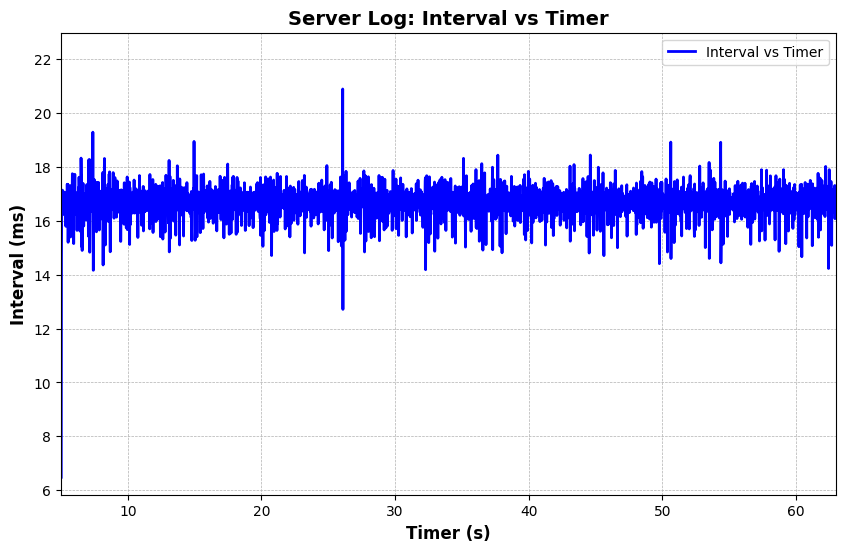 Server Log: Interval vs Timer
Interval vs Timer
Interval (ms)
22
20
18
16
14
12
10
8
6
10 20 30 40 50 60
Timer (s)